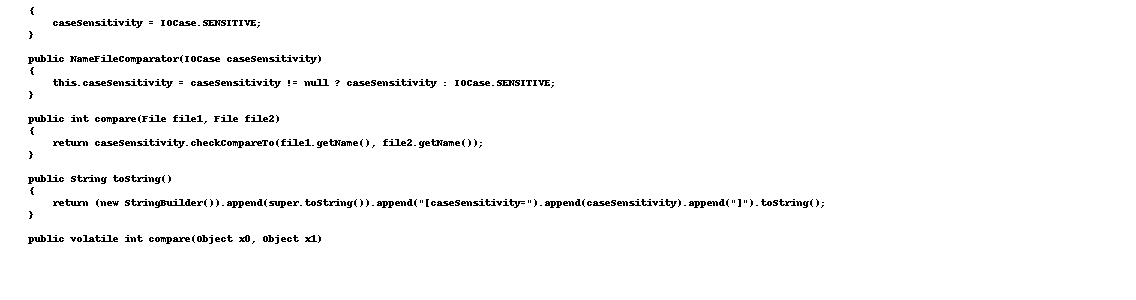 {
caseSensitivity = IOCase.SENSITIVE;
}
public NameFileComparator(IOCase caseSensitivity)
{
this.caseSensitivity = caseSensitivity != null ? caseSensitivity : IOCase.SENSITIVE;
}
public int compare(File file1, File file2)
{
return caseSensitivity.checkCompareTo(file1.getName(), file2.getName());
}
public String toString()
{
return (new StringBuilder()).append(super.toString()).append("[caseSensitivity=").append(caseSensitivity).append("]").toString();
}
public volatile int compare(Object x0, Object x1)